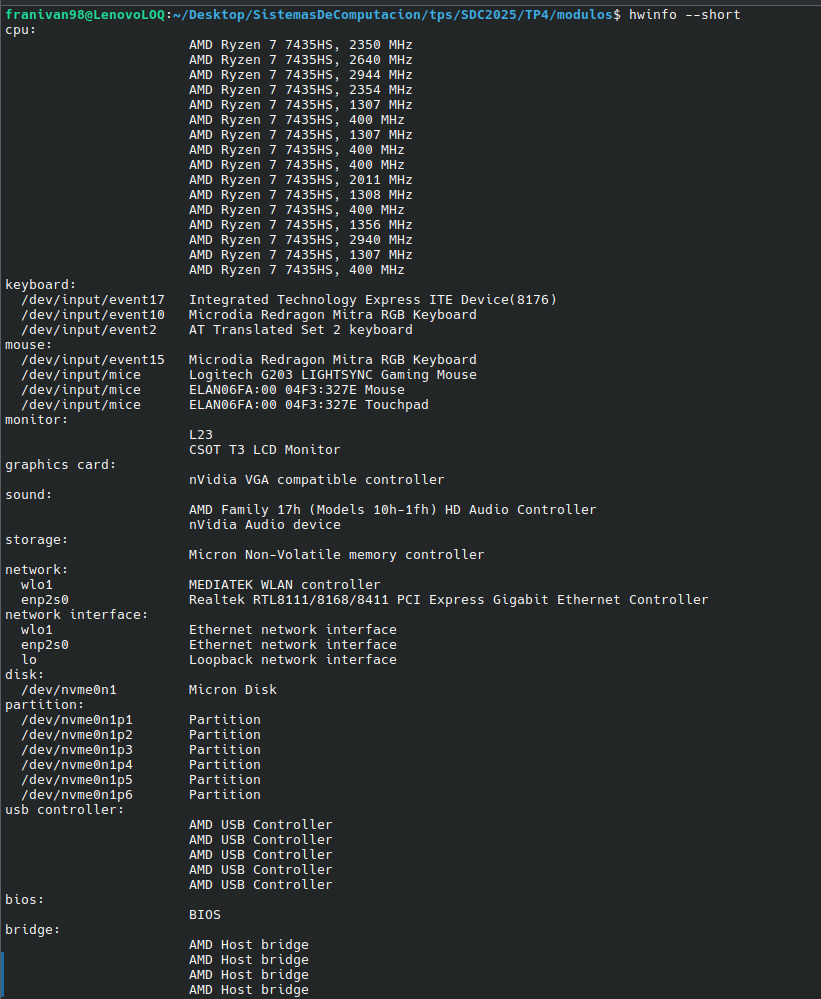 franivan98@LenovoLOQ:~/Desktop/SistemasDeComputacion/tps/SDC2025/TP4/modulos$ hwinfo --short
cpu:
                       AMD Ryzen 7 7435HS, 2350 MHz
                       AMD Ryzen 7 7435HS, 2640 MHz
                       AMD Ryzen 7 7435HS, 2944 MHz
                       AMD Ryzen 7 7435HS, 2354 MHz
                       AMD Ryzen 7 7435HS, 1307 MHz
                       AMD Ryzen 7 7435HS, 400 MHz
                       AMD Ryzen 7 7435HS, 1307 MHz
                       AMD Ryzen 7 7435HS, 400 MHz
                       AMD Ryzen 7 7435HS, 400 MHz
                       AMD Ryzen 7 7435HS, 2011 MHz
                       AMD Ryzen 7 7435HS, 1308 MHz
                       AMD Ryzen 7 7435HS, 400 MHz
                       AMD Ryzen 7 7435HS, 1356 MHz
                       AMD Ryzen 7 7435HS, 2940 MHz
                       AMD Ryzen 7 7435HS, 1307 MHz
                       AMD Ryzen 7 7435HS, 400 MHz
keyboard:
  /dev/input/event17   Integrated Technology Express ITE Device(8176)
  /dev/input/event10   Microdia Redragon Mitra RGB Keyboard
  /dev/input/event2    AT Translated Set 2 keyboard
mouse:
  /dev/input/event15   Microdia Redragon Mitra RGB Keyboard
  /dev/input/mice      Logitech G203 LIGHTSYNC Gaming Mouse
  /dev/input/mice      ELAN06FA:00 04F3:327E Mouse
  /dev/input/mice      ELAN06FA:00 04F3:327E Touchpad
monitor:
                       L23
                       CSOT T3 LCD Monitor
graphics card:
                       nVidia VGA compatible controller
sound:
                       AMD Family 17h (Models 10h-1fh) HD Audio Controller
                       nVidia Audio device
storage:
                       Micron Non-Volatile memory controller
network:
  wlo1                 MEDIATEK WLAN controller
  enp2s0               Realtek RTL8111/8168/8411 PCI Express Gigabit Ethernet Controller
network interface:
  wlo1                 Ethernet network interface
  enp2s0               Ethernet network interface
  lo                   Loopback network interface
disk:
  /dev/nvme0n1         Micron Disk
partition:
  /dev/nvme0n1p1       Partition
  /dev/nvme0n1p2       Partition
  /dev/nvme0n1p3       Partition
  /dev/nvme0n1p4       Partition
  /dev/nvme0n1p5       Partition
  /dev/nvme0n1p6       Partition
usb controller:
                       AMD USB Controller
                       AMD USB Controller
                       AMD USB Controller
                       AMD USB Controller
                       AMD USB Controller
bios:
                       BIOS
bridge:
                       AMD Host bridge
                       AMD Host bridge
                       AMD Host bridge
                       AMD Host bridge